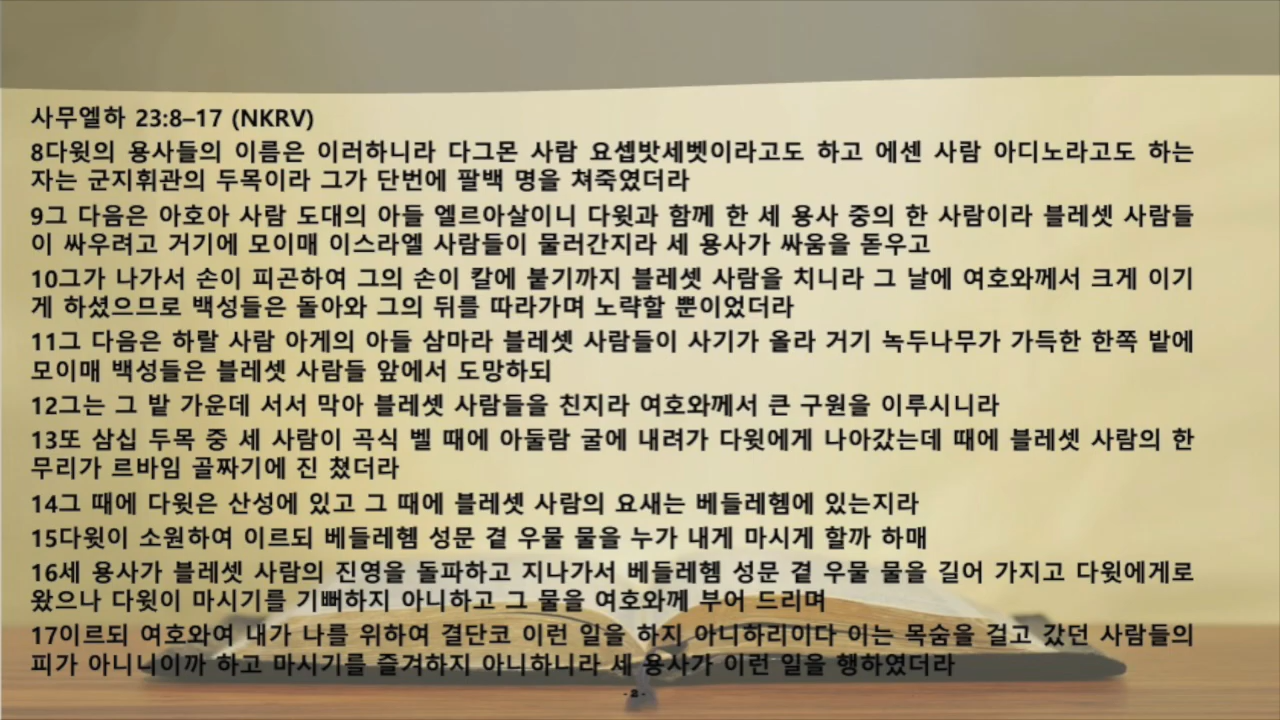 사무엘하 23:8–17 (NKRV)
8다윗의 용사들의 이름은 이러하니라 다그몬 사람 요셉밧세벳이라고도 하고 에센 사람 아디노라고도 하는
자는 군지휘관의 두목이라 그가 단번에 팔백 명을 쳐죽였더라
9그 다음은 아호아 사람 도대의 아들 엘르아살이니 다윗과 함께 한 세 용사 중의 한 사람이라 블레셋 사람들
이 싸우려고 거기에 모이매 이스라엘 사람들이 물러간지라 세 용사가 싸움을 돋우고
10그가 나가서 손이 피곤하여 그의 손이 칼에 붙기까지 블레셋 사람을 치니라 그 날에 여호와께서 크게 이기
게 하셨으므로 백성들은 돌아와 그의 뒤를 따라가며 노략할 뿐이었더라
11그 다음은 하랄 사람 아게의 아들 삼마라 블레셋 사람들이 사기가 올라 거기 녹두나무가 가득한 한쪽 밭에
모이매 백성들은 블레셋 사람들 앞에서 도망하되
12그는 그 밭 가운데 서서 막아 블레셋 사람들을 친지라 여호와께서 큰 구원을 이루시니라
13또 삼십 두목 중 세 사람이 곡식 벨 때에 아둘람 굴에 내려가 다윗에게 나아갔는데 때에 블레셋 사람의 한
무리가 르바임 골짜기에 진 쳤더라
14그 때에 다윗은 산성에 있고 그 때에 블레셋 사람의 요새는 베들레헴에 있는지라
15다윗이 소원하여 이르되 베들레헴 성문 곁 우물 물을 누가 내게 마시게 할까 하매
16세 용사가 블레셋 사람의 진영을 돌파하고 지나가서 베들레헴 성문 곁 우물 물을 길어 가지고 다윗에게로
왔으나 다윗이 마시기를 기뻐하지 아니하고 그 물을 여호와께 부어 드리며
17이르되 여호와여 내가 나를 위하여 결단코 이런 일을 하지 아니하리이다 이는 목숨을 걸고 갔던 사람들의
피가 아니니이까 하고 마시기를 즐겨하지 아니하니라 세 용사가 이런 일을 행하였더라
- 2 -